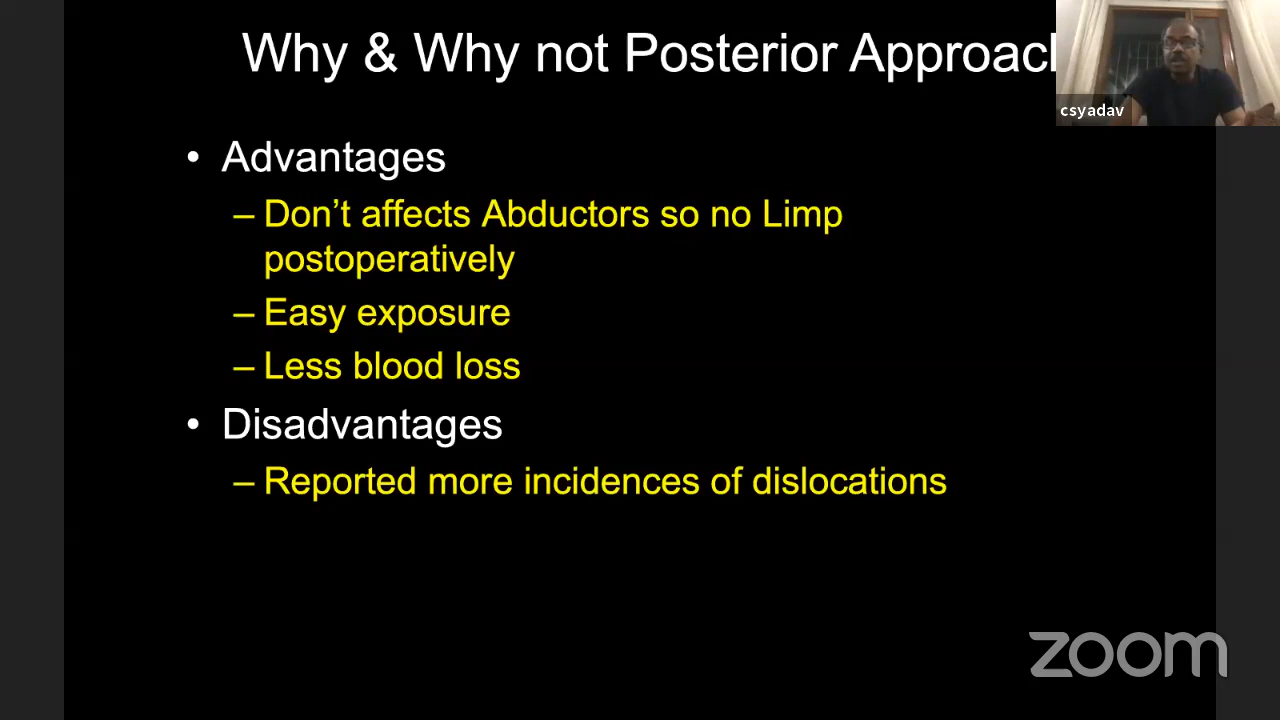 Why & Why not Posterior Approach
csyadav
• Advantages
– Don't affects Abductors so no Limp
postoperatively
– Easy exposure
– Less blood loss
• Disadvantages
– Reported more incidences of dislocations
zoom